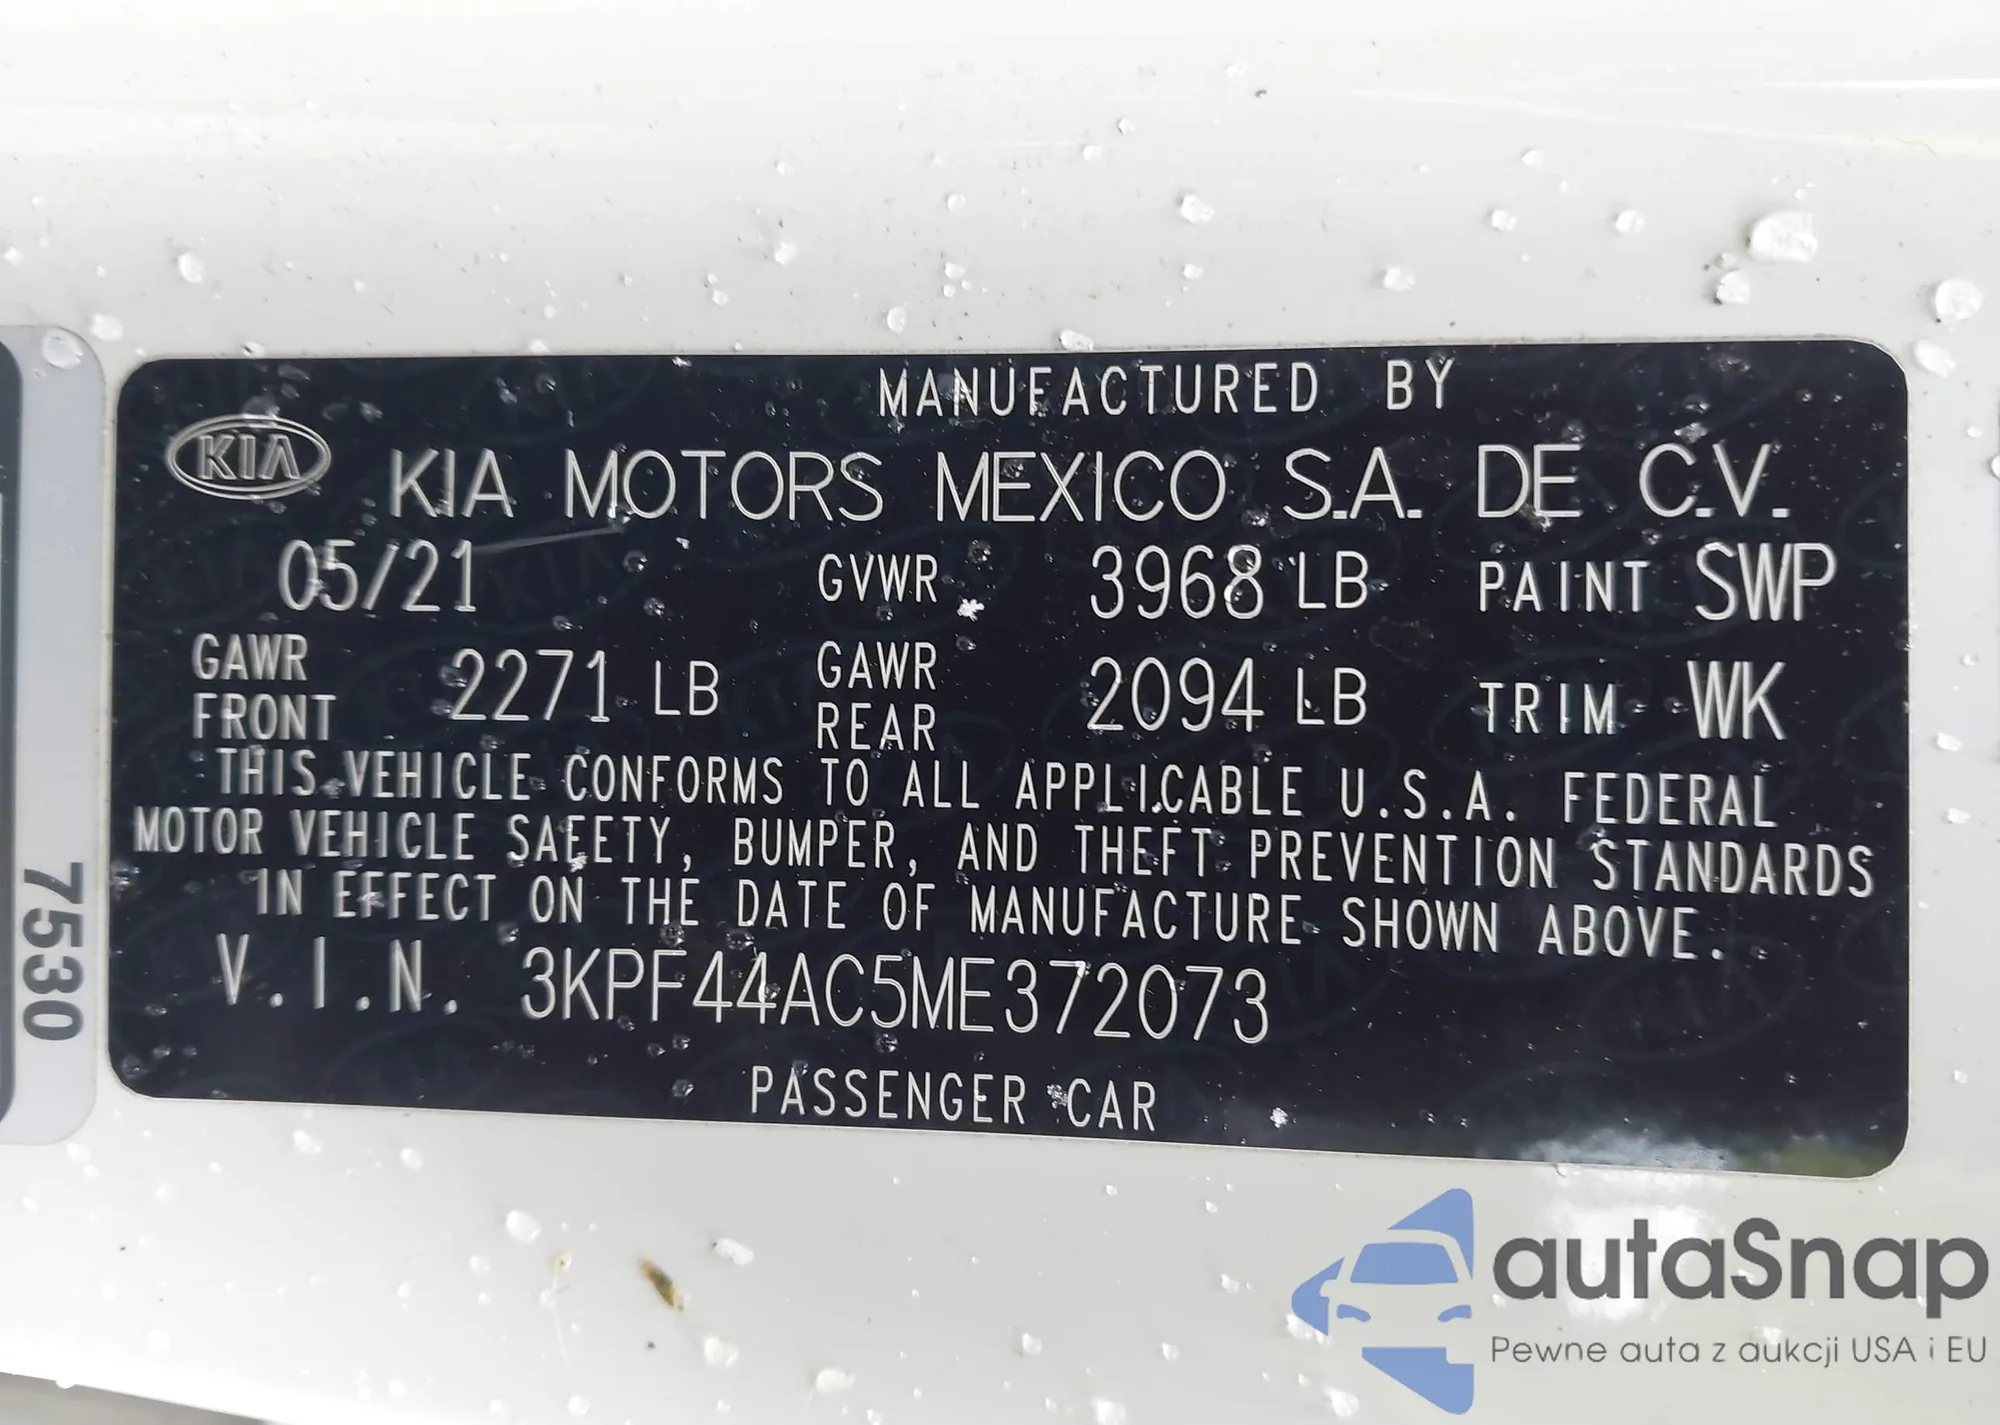 MANUFACTURED BY
KIA
KIA MOTORS MEXICO S.A. DE C.V.
05/21 GVWR 3968 LB PAINT SWP
GAWR FRONT 2271 LB GAWR REAR 2094 LB TRIM WK
THIS VEHICLE CONFORMS TO ALL APPLICABLE U.S.A. FEDERAL
MOTOR VEHICLE SAFETY, BUMPER, AND THEFT PREVENTION STANDARDS
IN EFFECT ON THE DATE OF MANUFACTURE SHOWN ABOVE.
V.I.N. 3KPF44AC5ME372073
PASSENGER CAR
7530
autaSnap
Pewne auta z aukcji USA i EU